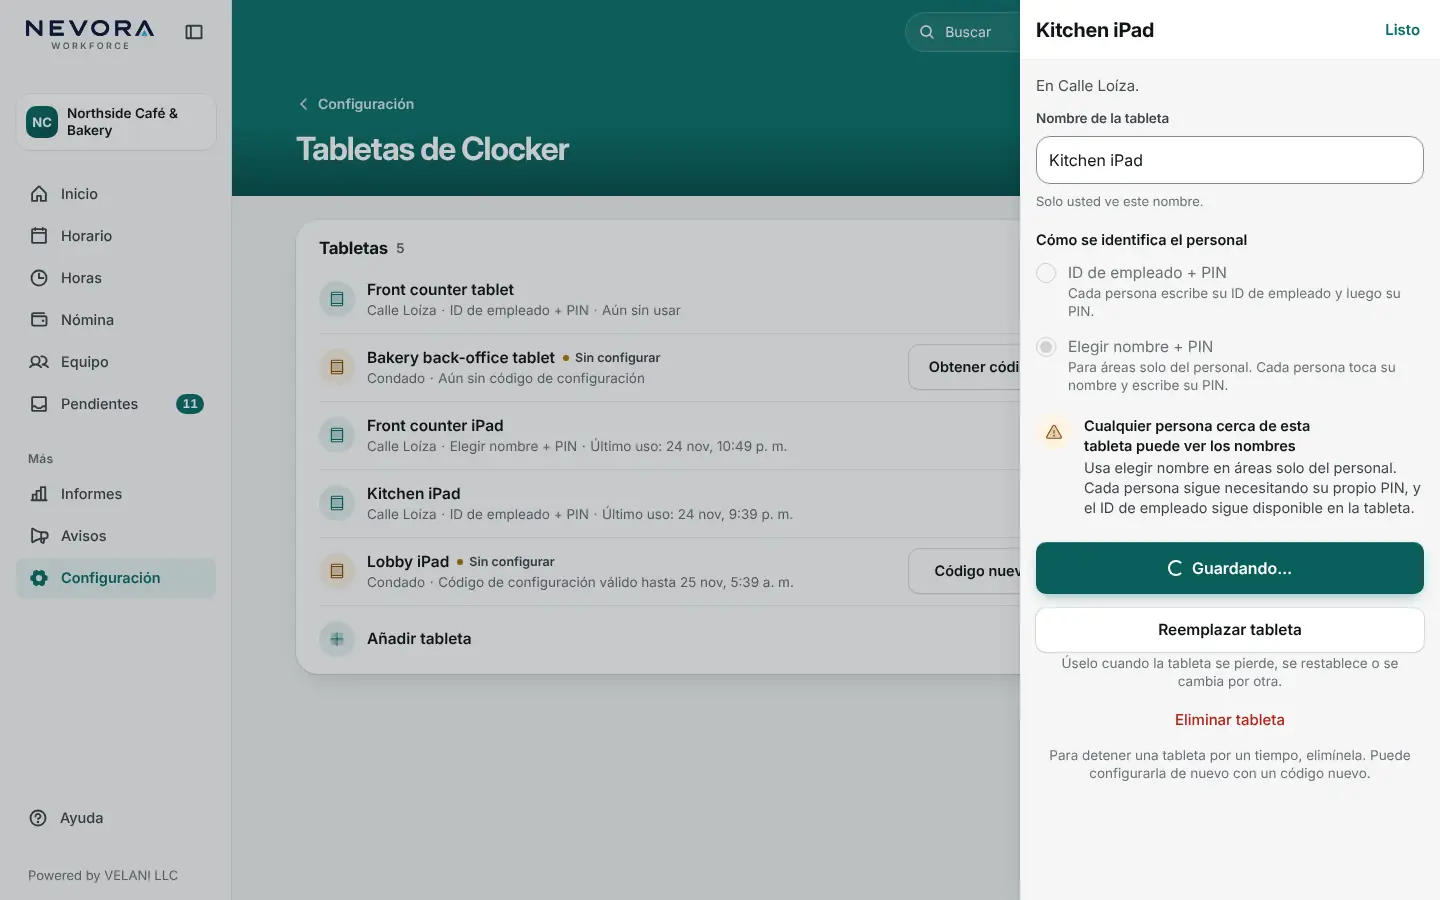 NEVORA
WORKFORCE
Northside Café &
Bakery
NC
Inicio
Horario
Horas
Nómina
Equipo
Pendientes 11
Más
Informes
Avisos
Configuración
Ayuda
Powered by VELANI LLC
Buscar
Configuración
Tabletas de Clocker
Tabletas 5
Front counter tablet
Calle Loíza · ID de empleado + PIN · Aún sin usar
Bakery back-office tablet Sin configurar
Condado · Aún sin código de configuración
Obtener códi
Front counter iPad
Calle Loíza · Elegir nombre + PIN · Último uso: 24 nov, 10:49 p. m.
Kitchen iPad
Calle Loíza · ID de empleado + PIN · Último uso: 24 nov, 9:39 p. m.
Lobby iPad Sin configurar
Condado · Código de configuración válido hasta 25 nov, 5:39 a. m.
Código nuev
Añadir tableta
Kitchen iPad
Listo
En Calle Loíza.
Nombre de la tableta
Kitchen iPad
Solo usted ve este nombre.
Cómo se identifica el personal
ID de empleado + PIN
Cada persona escribe su ID de empleado y luego su
PIN.
Elegir nombre + PIN
Para áreas solo del personal. Cada persona toca su
nombre y escribe su PIN.
Cualquier persona cerca de esta
tableta puede ver los nombres
Usa elegir nombre en áreas solo del personal.
Cada persona sigue necesitando su propio PIN, y
el ID de empleado sigue disponible en la tableta.
Guardando...
Reemplazar tableta
Úselo cuando la tableta se pierde, se restablece o se
cambia por otra.
Eliminar tableta
Para detener una tableta por un tiempo, elimínela. Puede
configurarla de nuevo con un código nuevo.